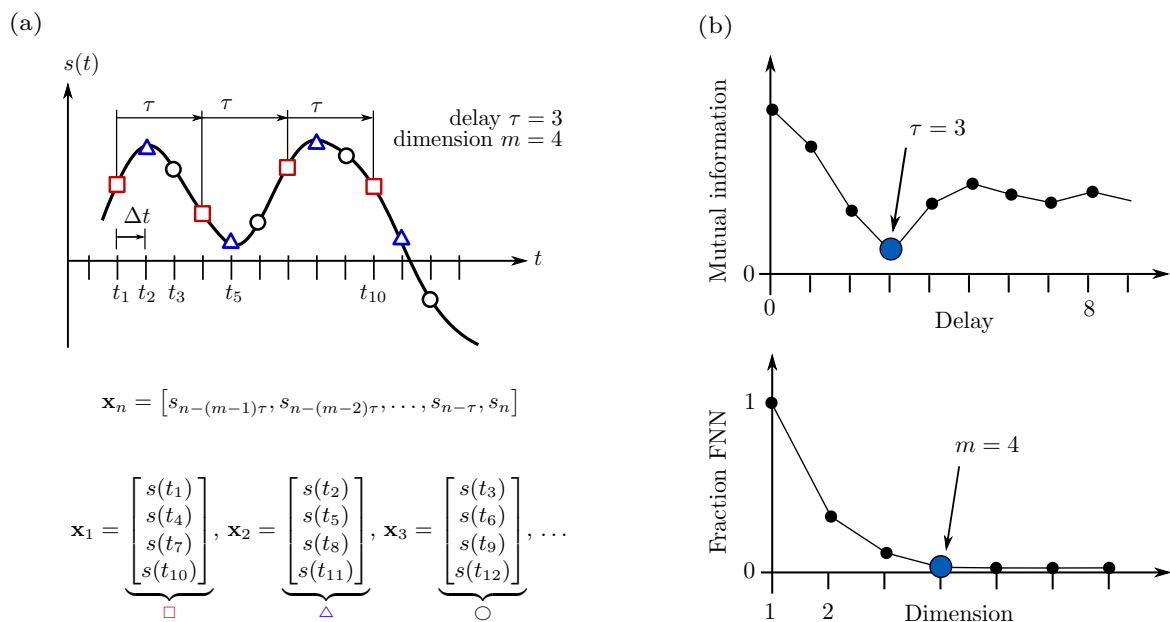 (a)
s(t)
τ τ τ
delay τ = 3
dimension m = 4
Δt
t
t₁ t₂ t₃ t₅ t₁₀
𝐱ₙ = [sₙ₋₍ₘ₋₁₎τ, sₙ₋₍ₘ₋₂₎τ, . . . , sₙ₋τ, sₙ]
𝐱₁ = [s(t₁) s(t₄) s(t₇) s(t₁₀)], 𝐱₂ = [s(t₂) s(t₅) s(t₈) s(t₁₁)], 𝐱₃ = [s(t₃) s(t₆) s(t₉) s(t₁₂)], . . .
□ △ ○
(b)
Mutual information
τ = 3
0
0 8
Delay
Fraction FNN
1
m = 4
0
1 2
Dimension